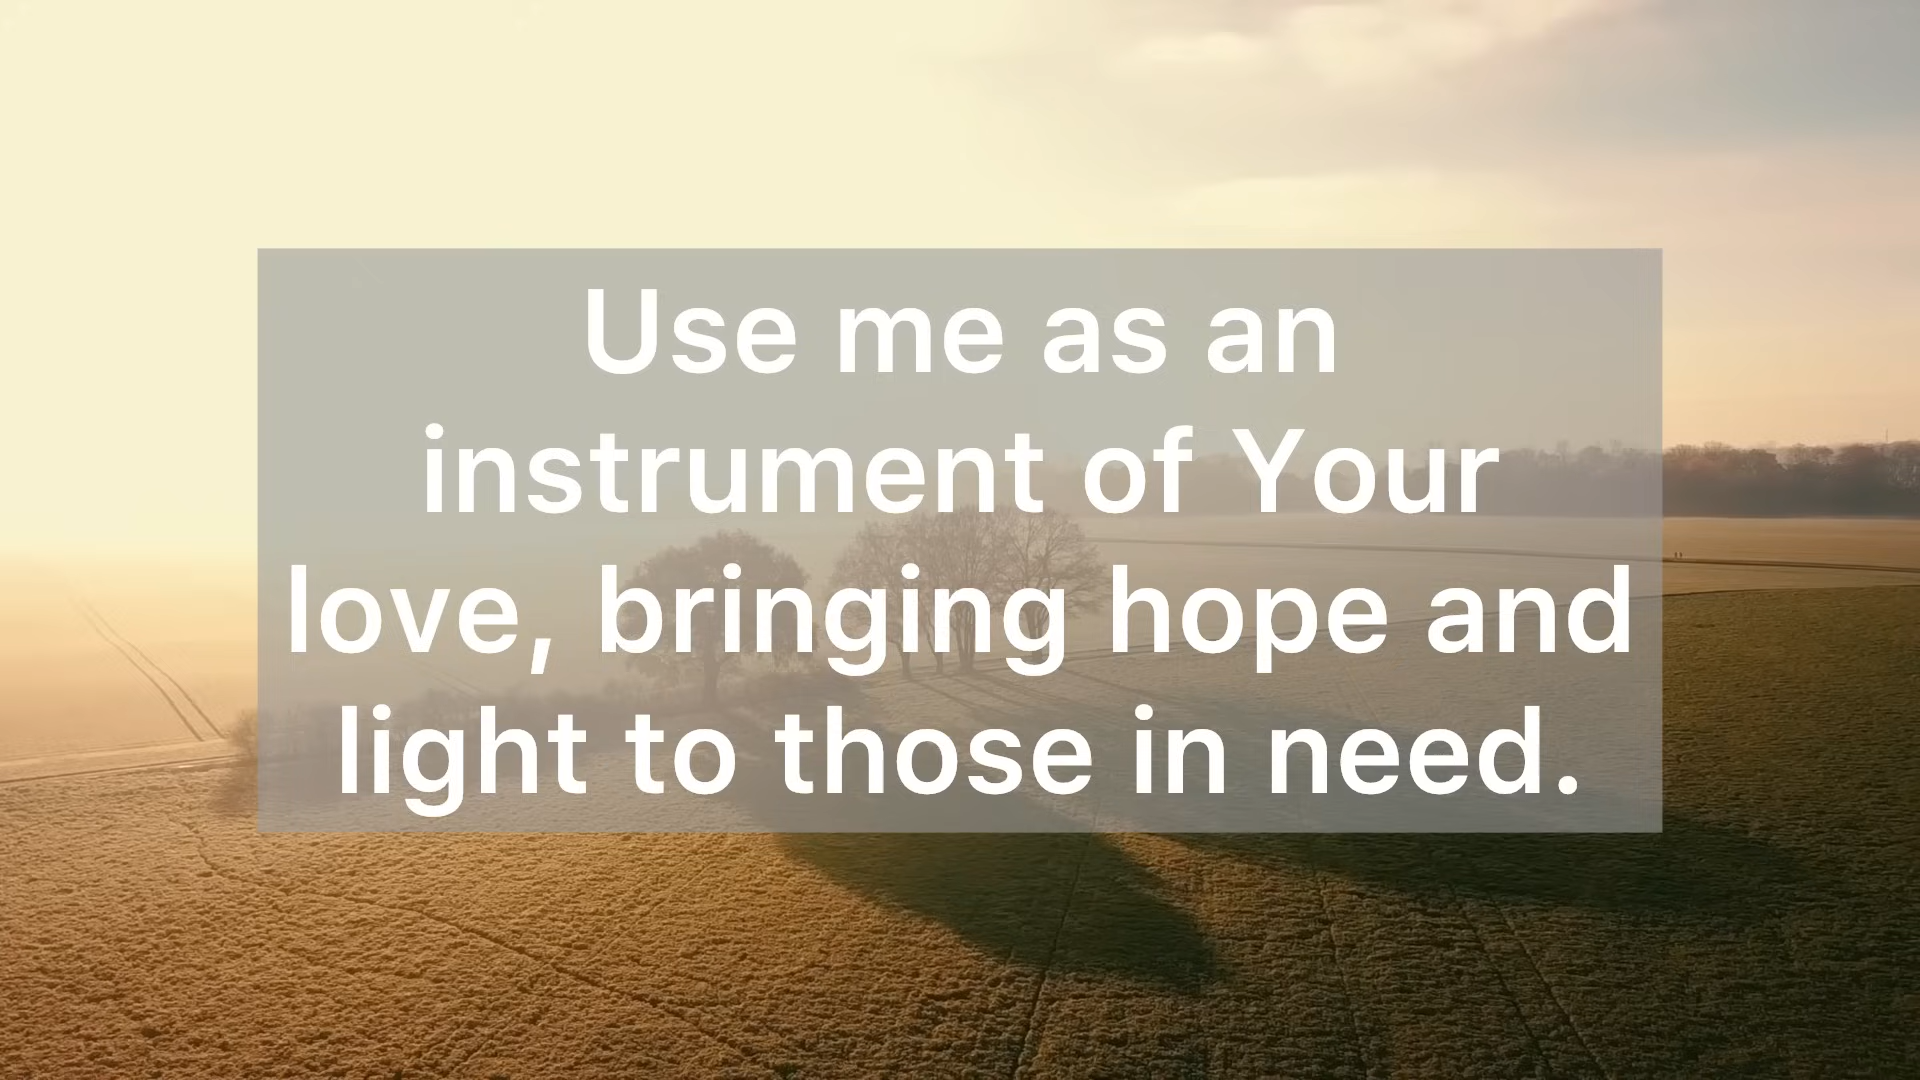 Use me as an
instrument of Your
love, bringing hope and
light to those in need.